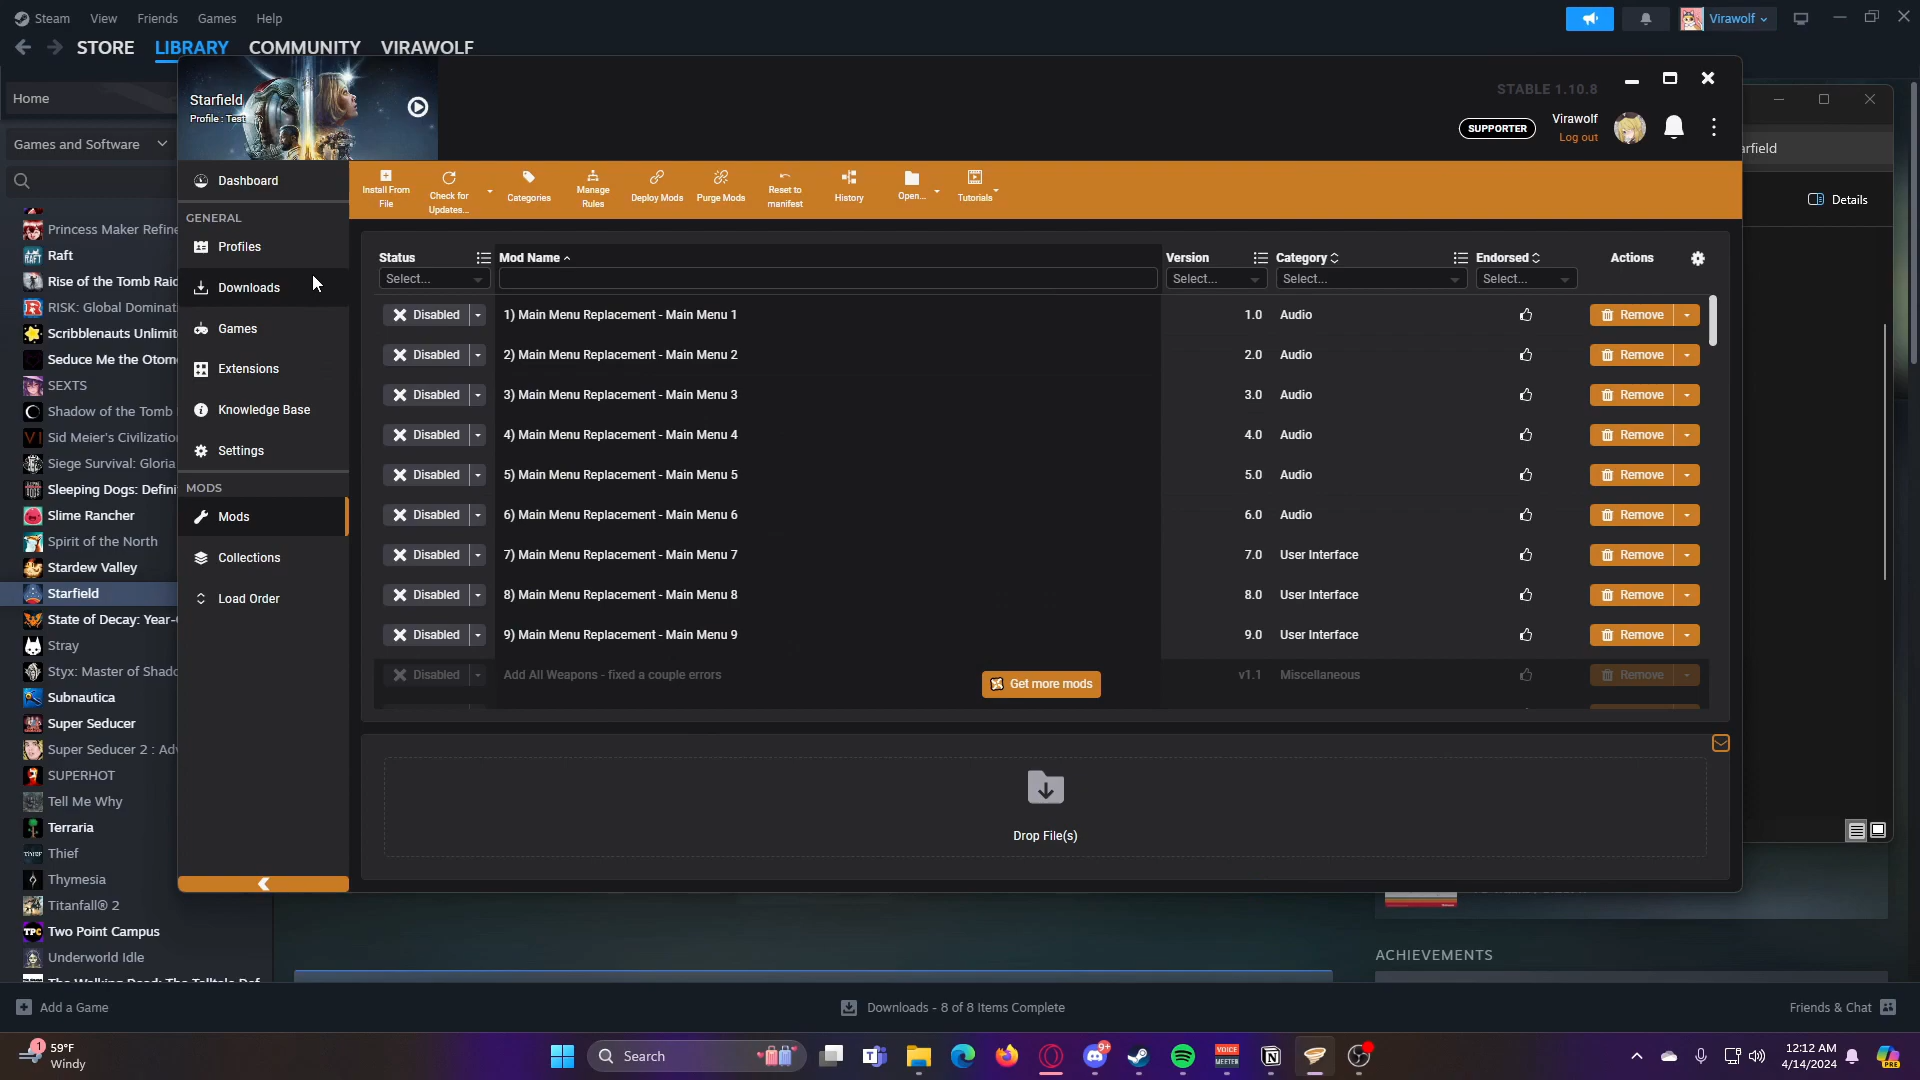 Steam View Friends Games Help
Virawolf
STORE LIBRARY COMMUNITY VIRAWOLF
Home
Games and Software
Princess Maker Refine
Raft
Rise of the Tomb Raid
RISK: Global Dominat
Scribblenauts Unlimit
Seduce Me the Otom
SEXTS
Shadow of the Tomb
Sid Meier's Civilizatio
Siege Survival: Gloria
Sleeping Dogs: Defini
Slime Rancher
Spirit of the North
Stardew Valley
Starfield
State of Decay: Year-
Stray
Styx: Master of Shado
Subnautica
Super Seducer
Super Seducer 2 : Adv
SUPERHOT
Tell Me Why
Terraria
Thief
Thymesia
Titanfall® 2
Two Point Campus
Underworld Idle
The Walking Dead: The Telltale Def
Add a Game
Starfield
Profile : Test
STABLE 1.10.8
SUPPORTER
Virawolf
Log out
Dashboard
GENERAL
Profiles
Downloads
Games
Extensions
Knowledge Base
Settings
MODS
Mods
Collections
Load Order
Install From File
Check for Updates...
Categories
Manage Rules
Deploy Mods
Purge Mods
Reset to manifest
History
Open...
Tutorials
Status Mod Name Version Category Endorsed Actions
Select... Select... Select... Select...
Disabled 1) Main Menu Replacement - Main Menu 1 1.0 Audio Remove
Disabled 2) Main Menu Replacement - Main Menu 2 2.0 Audio Remove
Disabled 3) Main Menu Replacement - Main Menu 3 3.0 Audio Remove
Disabled 4) Main Menu Replacement - Main Menu 4 4.0 Audio Remove
Disabled 5) Main Menu Replacement - Main Menu 5 5.0 Audio Remove
Disabled 6) Main Menu Replacement - Main Menu 6 6.0 Audio Remove
Disabled 7) Main Menu Replacement - Main Menu 7 7.0 User Interface Remove
Disabled 8) Main Menu Replacement - Main Menu 8 8.0 User Interface Remove
Disabled 9) Main Menu Replacement - Main Menu 9 9.0 User Interface Remove
Disabled Add All Weapons - fixed a couple errors v1.1 Miscellaneous Remove
Get more mods
Drop File(s)
arfield
Details
ACHIEVEMENTS
Downloads - 8 of 8 Items Complete
Friends & Chat
1
59°F
Windy
Search
9+
VOICE
MEETER
12:12 AM
4/14/2024
PRE